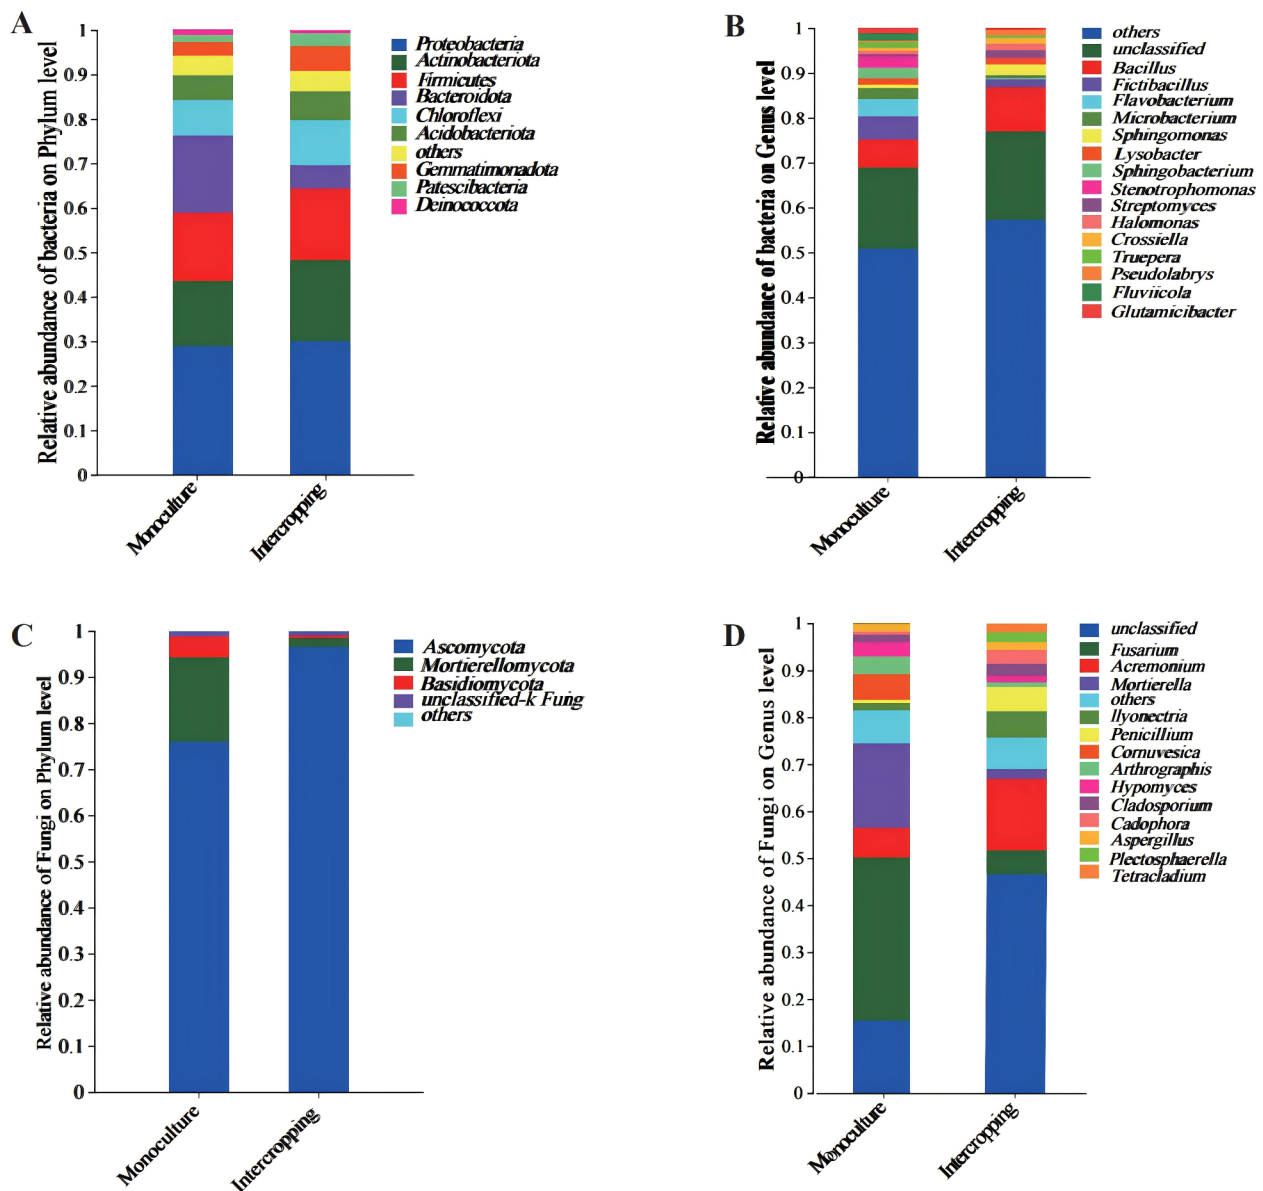 A
Relative abundance of bacteria on Phylum level
1
0.9
0.8
0.7
0.6
0.5
0.4
0.3
0.2
0.1
0
Monoculture
Intercropping
Proteobacteria
Actinobacteriota
Firmicutes
Bacteroidota
Chloroflexi
Acidobacteriota
others
Gemmatimonadota
Patescibacteria
Deinococcota
B
Relative abundance of bacteria on Genus level
1
0.9
0.8
0.7
0.6
0.5
0.4
0.3
0.2
0.1
0
Monoculture
Intercropping
others
unclassified
Bacillus
Fictibacillus
Flavobacterium
Microbacterium
Sphingomonas
Lysobacter
Sphingobacterium
Stenotrophomonas
Streptomyces
Halomonas
Crossiella
Truepera
Pseudolabrys
Fluviicola
Glutamicibacter
C
Relative abundance of Fungi on Phylum level
1
0.9
0.8
0.7
0.6
0.5
0.4
0.3
0.2
0.1
0
Monoculture
Intercropping
Ascomycota
Mortierellomycota
Basidiomycota
unclassified-k Fung
others
D
Relative abundance of Fungi on Genus level
1
0.9
0.8
0.7
0.6
0.5
0.4
0.3
0.2
0.1
0
Monoculture
Intercropping
unclassified
Fusarium
Acremonium
Mortierella
others
llyonectria
Penicillium
Cornuvesica
Arthrographis
Hypomyces
Cladosporium
Cadophora
Aspergillus
Plectosphaerella
Tetracladium